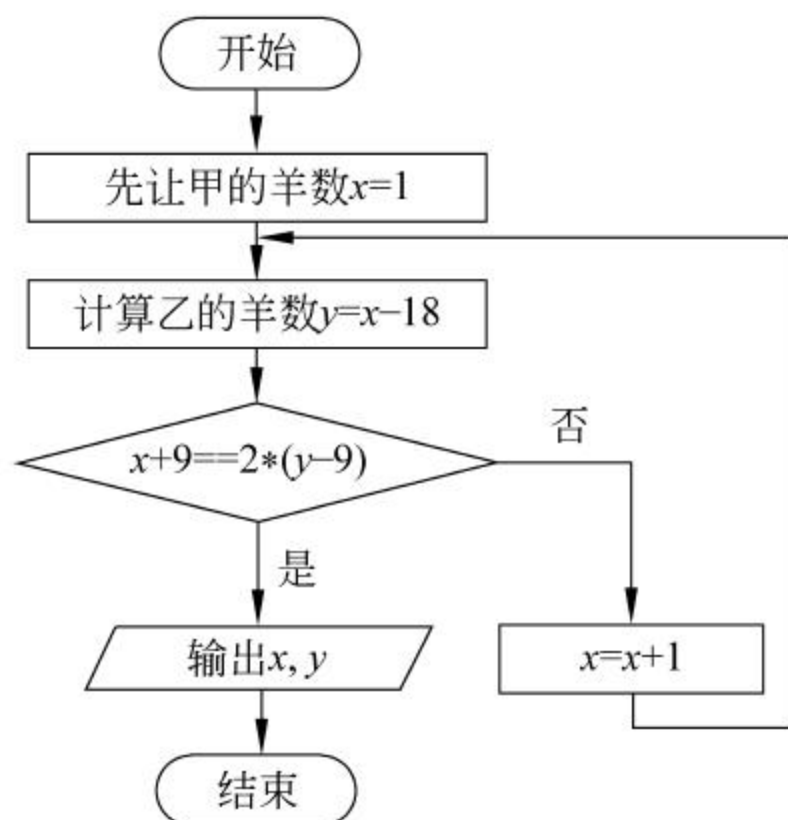 开始
先让甲的羊数x=1
计算乙的羊数y=x–18
x+9==2*(y–9)
否
是
输出x, y
x=x+1
结束